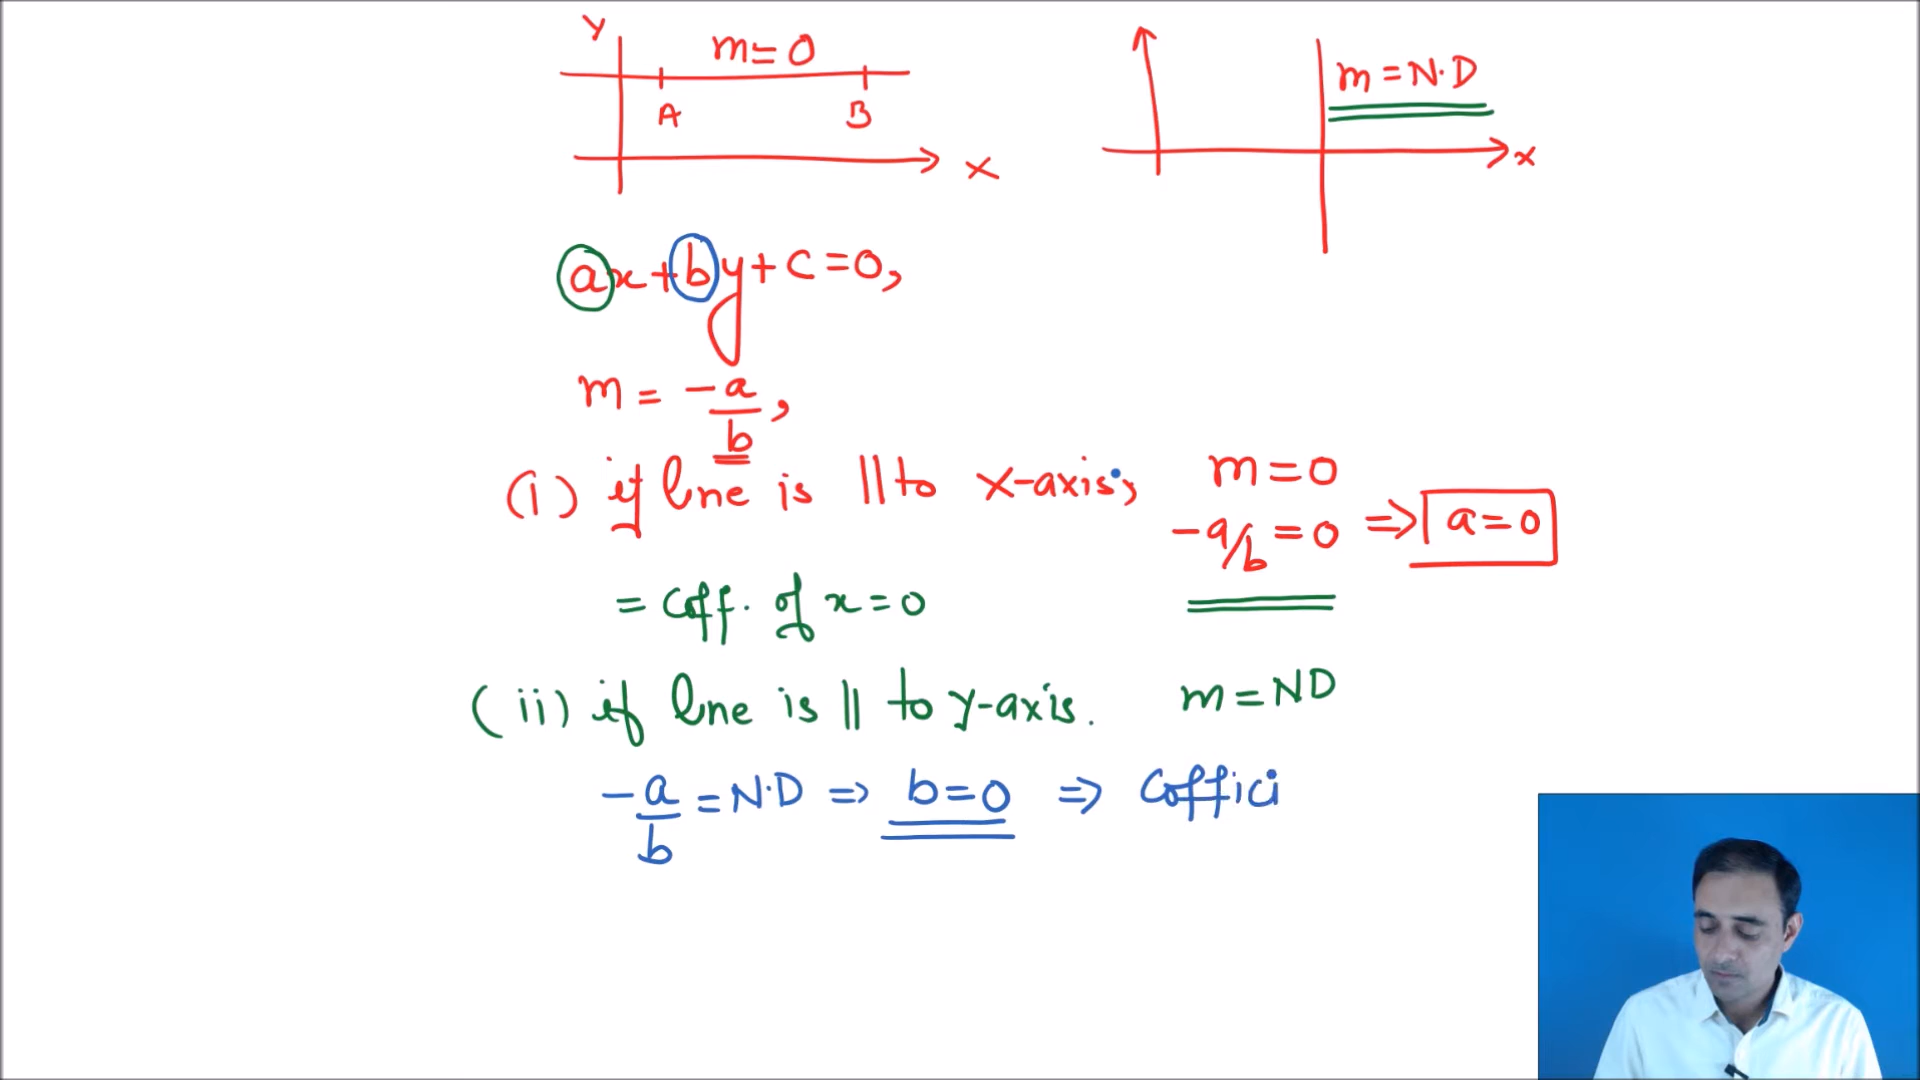 Y
m=0
A B
X
m=N·D
x
ax+by+c=0,
m = -a/b,
(i) if line is || to X-axis; m=0
-a/b=0 ⇒ a=0
= Coff. of x=0
(ii) if line is || to y-axis. m=ND
-a/b = N·D ⇒ b=0 ⇒ Coffici